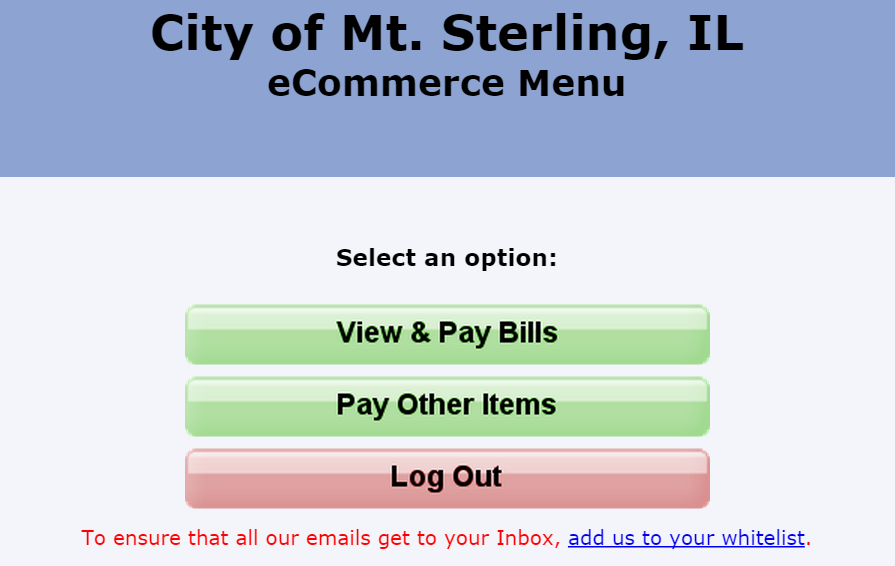 City of Mt. Sterling, IL
eCommerce Menu
Select an option:
View & Pay Bills
Pay Other Items
Log Out
To ensure that all our emails get to your Inbox, add us to your whitelist.